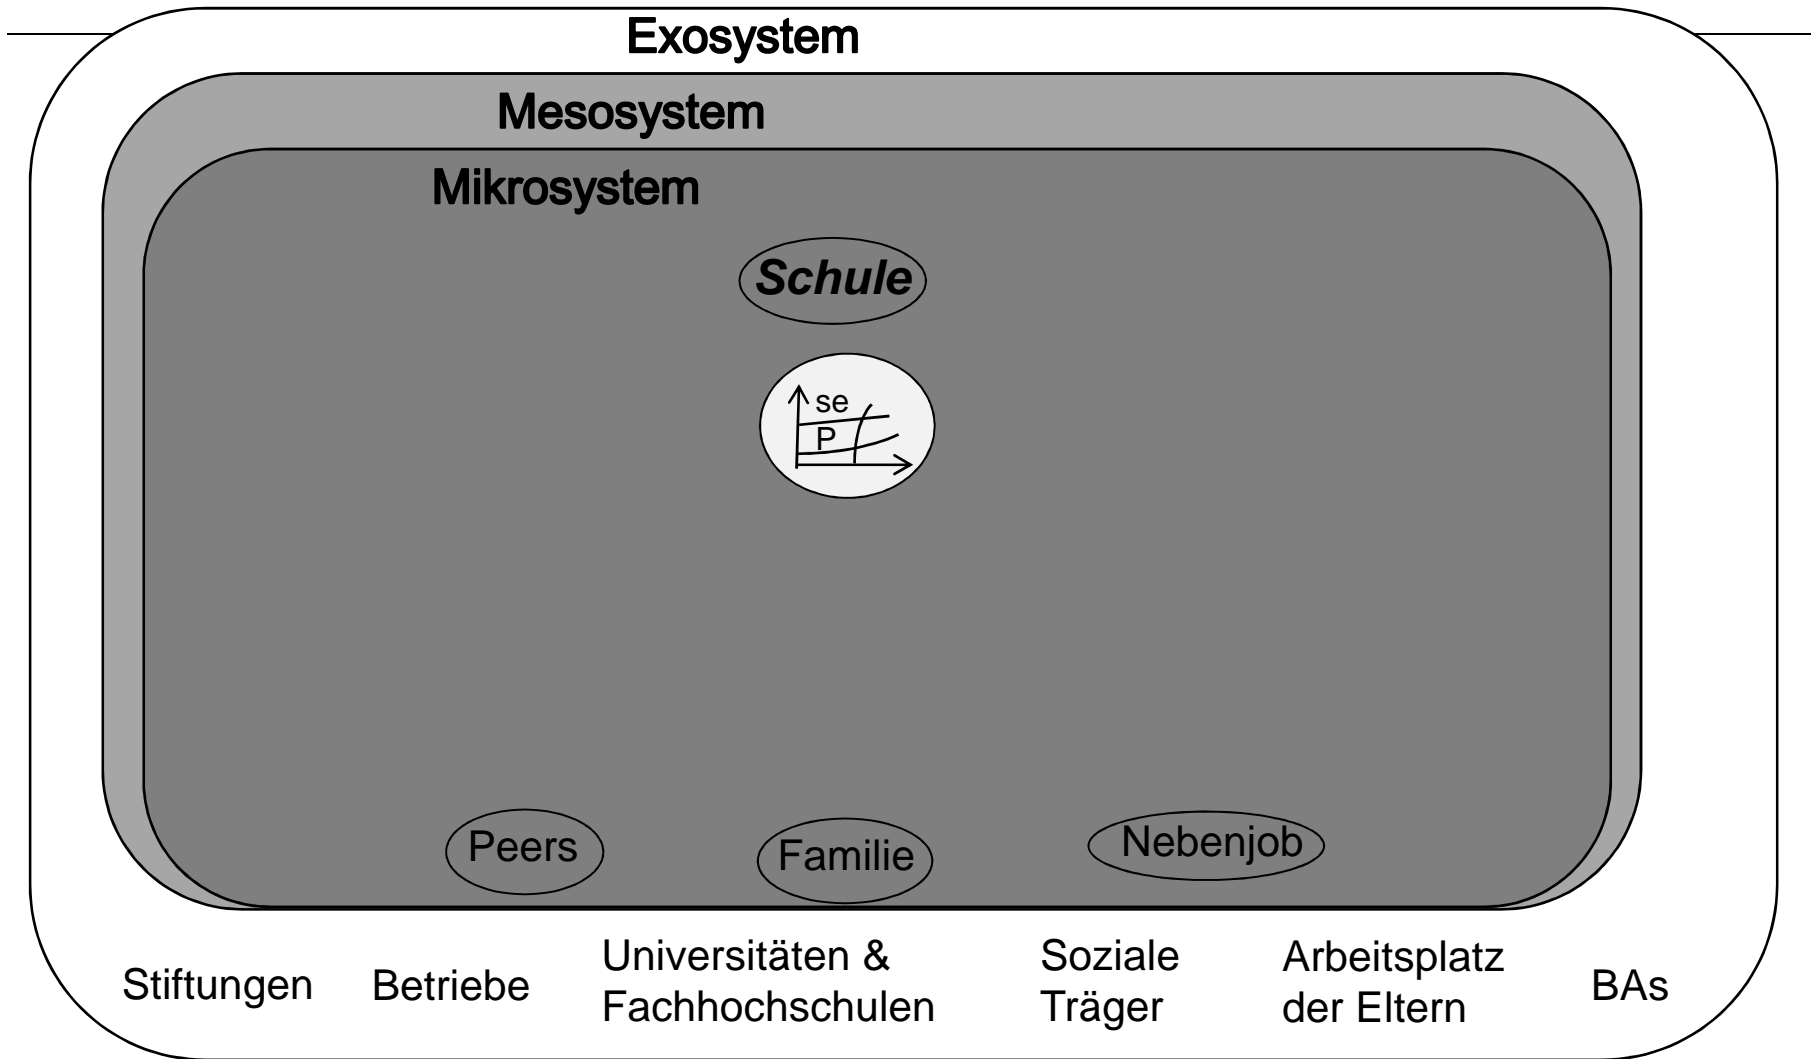 Exosystem
Mesosystem
Mikrosystem
Schule
se
P
Peers
Familie
Nebenjob
Stiftungen
Betriebe
Universitäten &
Fachhochschulen
Soziale
Träger
Arbeitsplatz
der Eltern
BAs